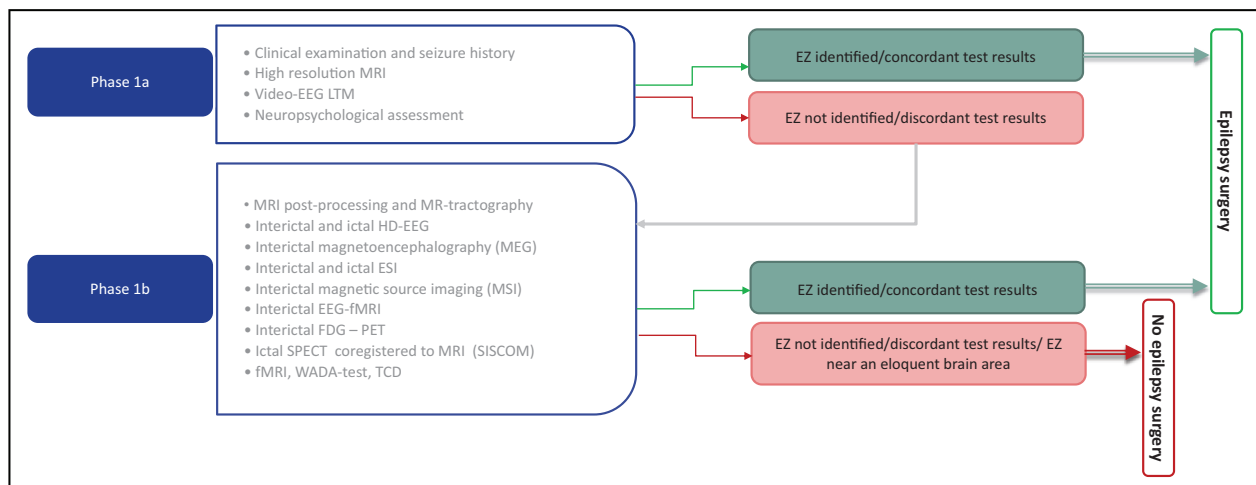 Phase 1a
• Clinical examination and seizure history
• High resolution MRI
• Video-EEG LTM
• Neuropsychological assessment
EZ identified/concordant test results
EZ not identified/discordant test results
Epilepsy surgery
Phase 1b
• MRI post-processing and MR-tractography
• Interictal and ictal HD-EEG
• Interictal magnetoencephalography (MEG)
• Interictal and ictal ESI
• Interictal magnetic source imaging (MSI)
• Interictal EEG-fMRI
• Interictal FDG – PET
• Ictal SPECT coregistered to MRI (SISCOM)
• fMRI, WADA-test, TCD
EZ identified/concordant test results
EZ not identified/discordant test results/ EZ
near an eloquent brain area
No epilepsy surgery